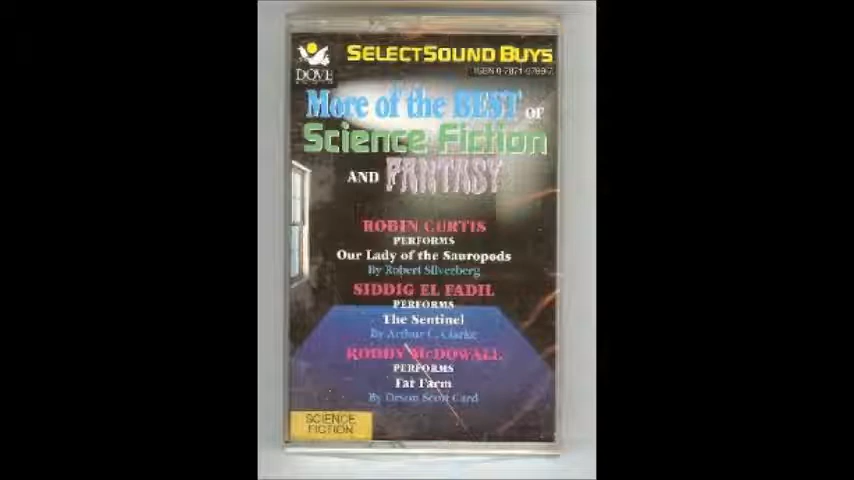 SELECTSOUND BUYS
DOVE
More of the BEST OF
Science Fiction
AND FANTASY
ROBIN CURTIS
PERFORMS
Our Lady of the Sauropods
By Robert Silverberg
SIDDIG EL FADIL
PERFORMS
The Sentinel
By Arthur C. Clarke
RODDY McDOWALL
PERFORMS
Fat Farm
By Orson Scott Card
SCIENCE
FICTION